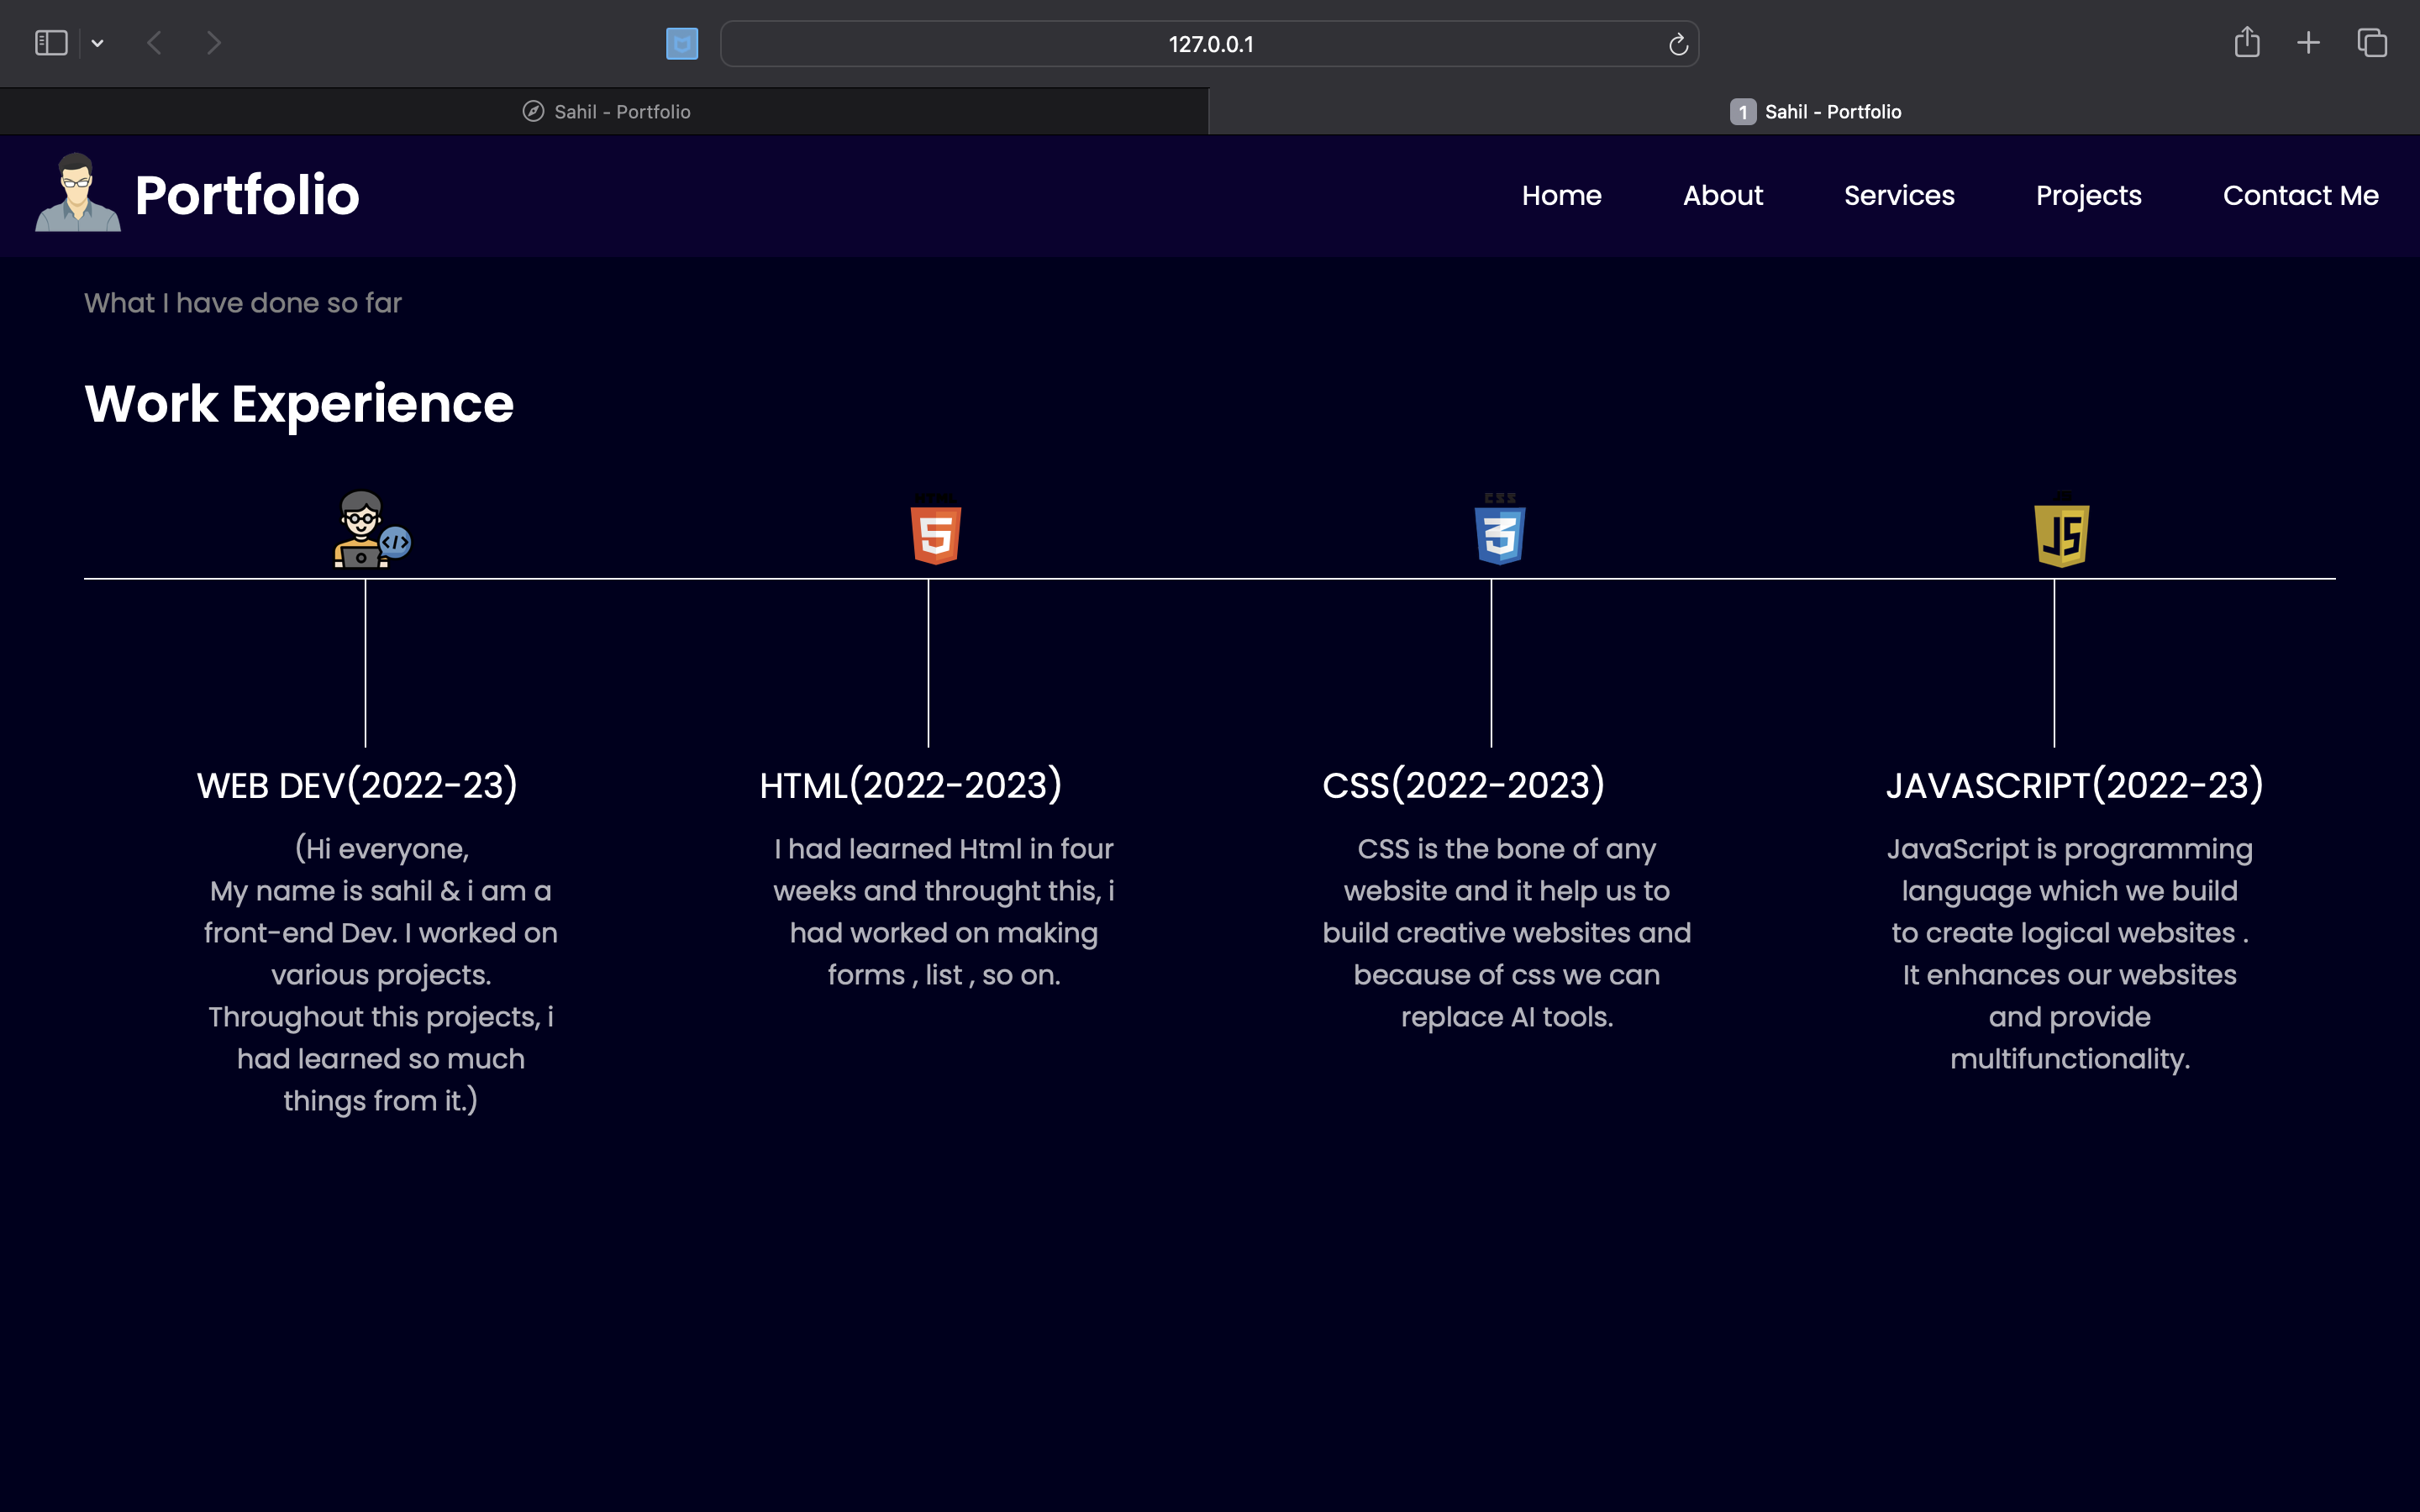 127.0.0.1
Sahil - Portfolio
1 Sahil - Portfolio
Portfolio
Home About Services Projects Contact Me
What I have done so far
Work Experience
</>
HTML
5
CSS
3
JS
WEB DEV(2022-23)
(Hi everyone,
My name is sahil & i am a
front-end Dev. I worked on
various projects.
Throughout this projects, i
had learned so much
things from it.)
HTML(2022-2023)
I had learned Html in four
weeks and throught this, i
had worked on making
forms , list , so on.
CSS(2022-2023)
CSS is the bone of any
website and it help us to
build creative websites and
because of css we can
replace AI tools.
JAVASCRIPT(2022-23)
JavaScript is programming
language which we build
to create logical websites .
It enhances our websites
and provide
multifunctionality.